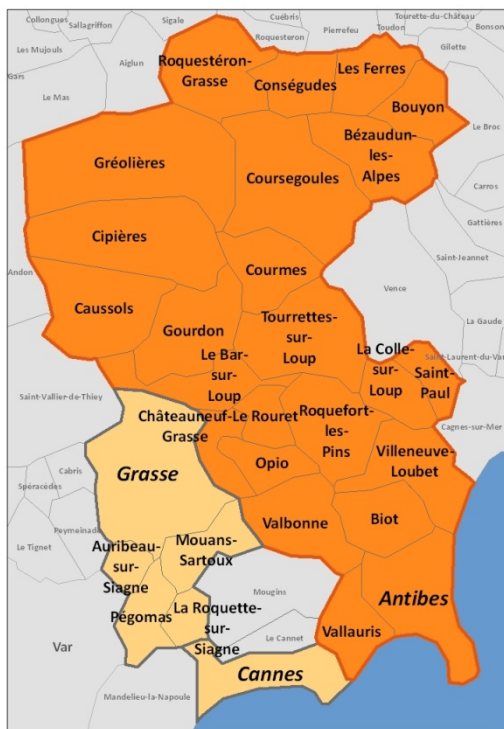 Collongues
Sallagriffon
Sigale
Cuébris
Pierrefeu
Tourette-du-Château
Bonson
Toudon
Roquesteron
Les Mujouls
Aiglun
Gilette
Gars
Le Mas
Roquestéron-
Grasse
Conségudes
Les Ferres
Bouyon
Le Broc
Bézaudun-
les-
Alpes
Gréolières
Coursegoules
Carros
Gattières
Cipières
Saint-Jeannet
Andon
Courmes
Vence
Caussols
Gourdon
Tourrettes-
sur-
Loup
La Gaude
Le Bar-
sur-
Loup
La Colle-
sur-
Loup
Saint-Laurent-du-Var
Saint-
Paul
Saint-Vallier-de-Thiey
Châteauneuf-
Grasse
Le Rouret
Roquefort-
les-
Pins
Cagnes-sur-Mer
Villeneuve-
Loubet
Grasse
Opio
Cabris
Spéracèdes
Valbonne
Biot
Peymeinade
Le Tignet
Auribeau-
sur-
Siagne
Mouans-
Sartoux
Mougins
Antibes
Pégomas
La Roquette-
sur-
Siagne
Le Cannet
Vallauris
Var
Cannes
Mandelieu-la-Napoule